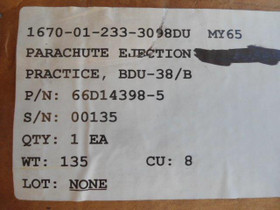 1670-01-233-3098DU MY65
PARACHUTE EJECTION
PRACTICE, BDU-38/B
P/N: 66D14398-5
S/N: 00135
QTY: 1 EA
WT: 135 CU: 8
LOT: NONE